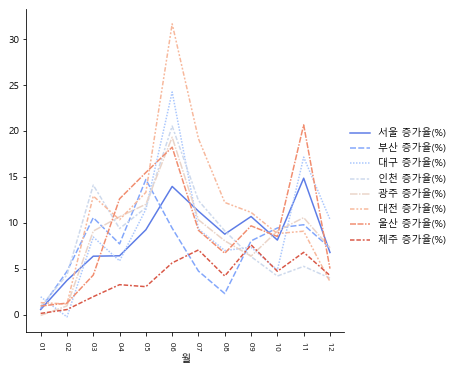 30
25
20
15
10
5
0
01
02
03
04
05
06
07
08
09
10
11
12
월
서울 증가율(%)
부산 증가율(%)
대구 증가율(%)
인천 증가율(%)
광주 증가율(%)
대전 증가율(%)
울산 증가율(%)
제주 증가율(%)